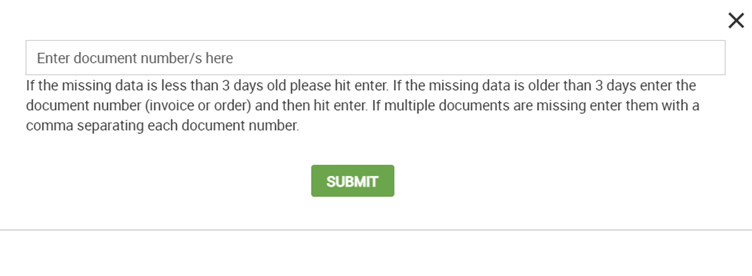 Enter document number/s here
If the missing data is less than 3 days old please hit enter. If the missing data is older than 3 days enter the
document number (invoice or order) and then hit enter. If multiple documents are missing enter them with a
comma separating each document number.
SUBMIT